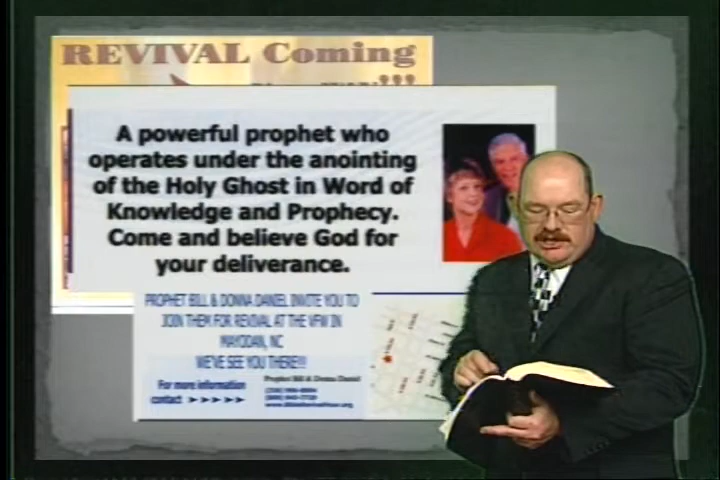 REVIVAL Coming
A powerful prophet who
operates under the anointing
of the Holy Ghost in Word of
Knowledge and Prophecy.
Come and believe God for
your deliverance.
PROPHET BILL & DONNA DANIEL INVITE YOU TO
JOIN THEM FOR REVIVAL AT THE VFW IN
MAYODAN, NC
WE'VE SEE YOU THERE!!!
For more information
contact ►►►►►
Prophet Bill & Donna Daniel